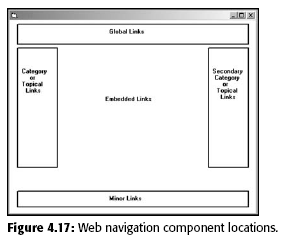 Global Links
Category
or
Topical
Links
Embedded Links
Secondary
Category
or
Topical
Links
Minor Links
Figure 4.17: Web navigation component locations.